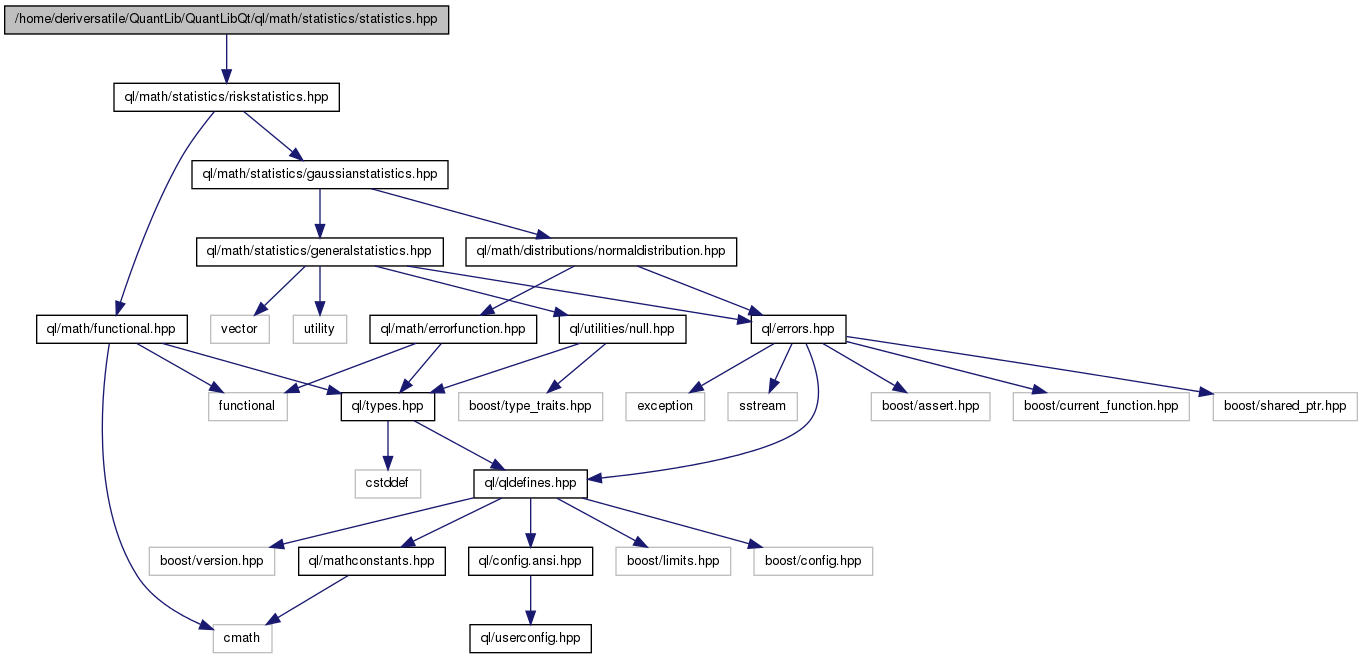 /home/deriversatile/QuantLib/QuantLibQt/ql/math/statistics/statistics.hpp
ql/math/statistics/riskstatistics.hpp
ql/math/statistics/gaussianstatistics.hpp
ql/math/statistics/generalstatistics.hpp
ql/math/distributions/normaldistribution.hpp
ql/math/functional.hpp
vector
utility
ql/math/errorfunction.hpp
ql/utilities/null.hpp
ql/errors.hpp
functional
ql/types.hpp
boost/type_traits.hpp
exception
sstream
boost/assert.hpp
boost/current_function.hpp
boost/shared_ptr.hpp
cstddef
ql/qldefines.hpp
boost/version.hpp
ql/mathconstants.hpp
ql/config.ansi.hpp
boost/limits.hpp
boost/config.hpp
cmath
ql/userconfig.hpp